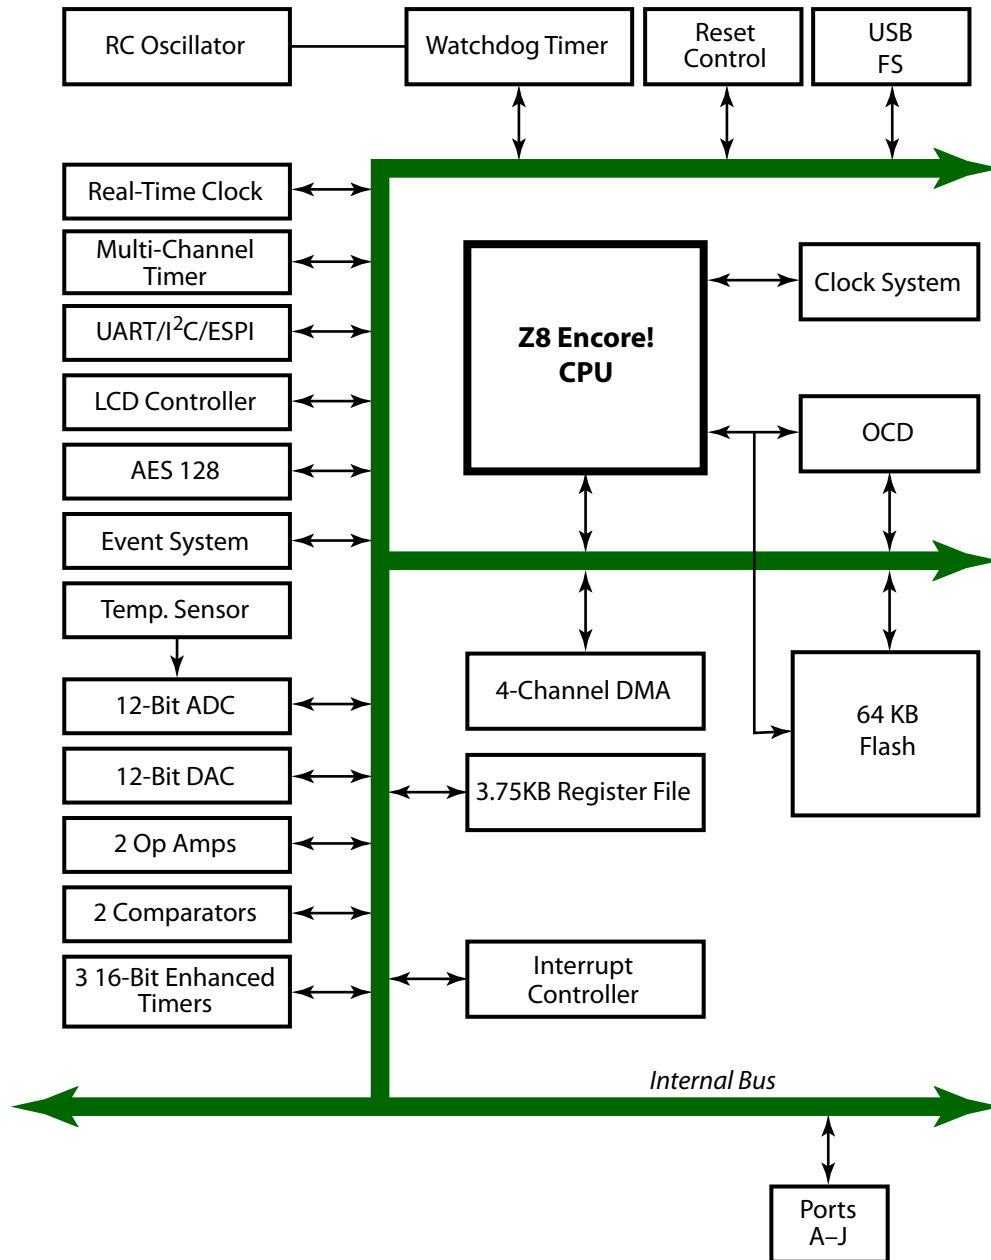 RC Oscillator
Watchdog Timer
Reset
Control
USB
FS
Real-Time Clock
Multi-Channel
Timer
UART/I²C/ESPI
LCD Controller
AES 128
Event System
Temp. Sensor
12-Bit ADC
12-Bit DAC
2 Op Amps
2 Comparators
3 16-Bit Enhanced
Timers
Z8 Encore!
CPU
Clock System
OCD
4-Channel DMA
64 KB
Flash
3.75KB Register File
Interrupt
Controller
Internal Bus
Ports
A–J